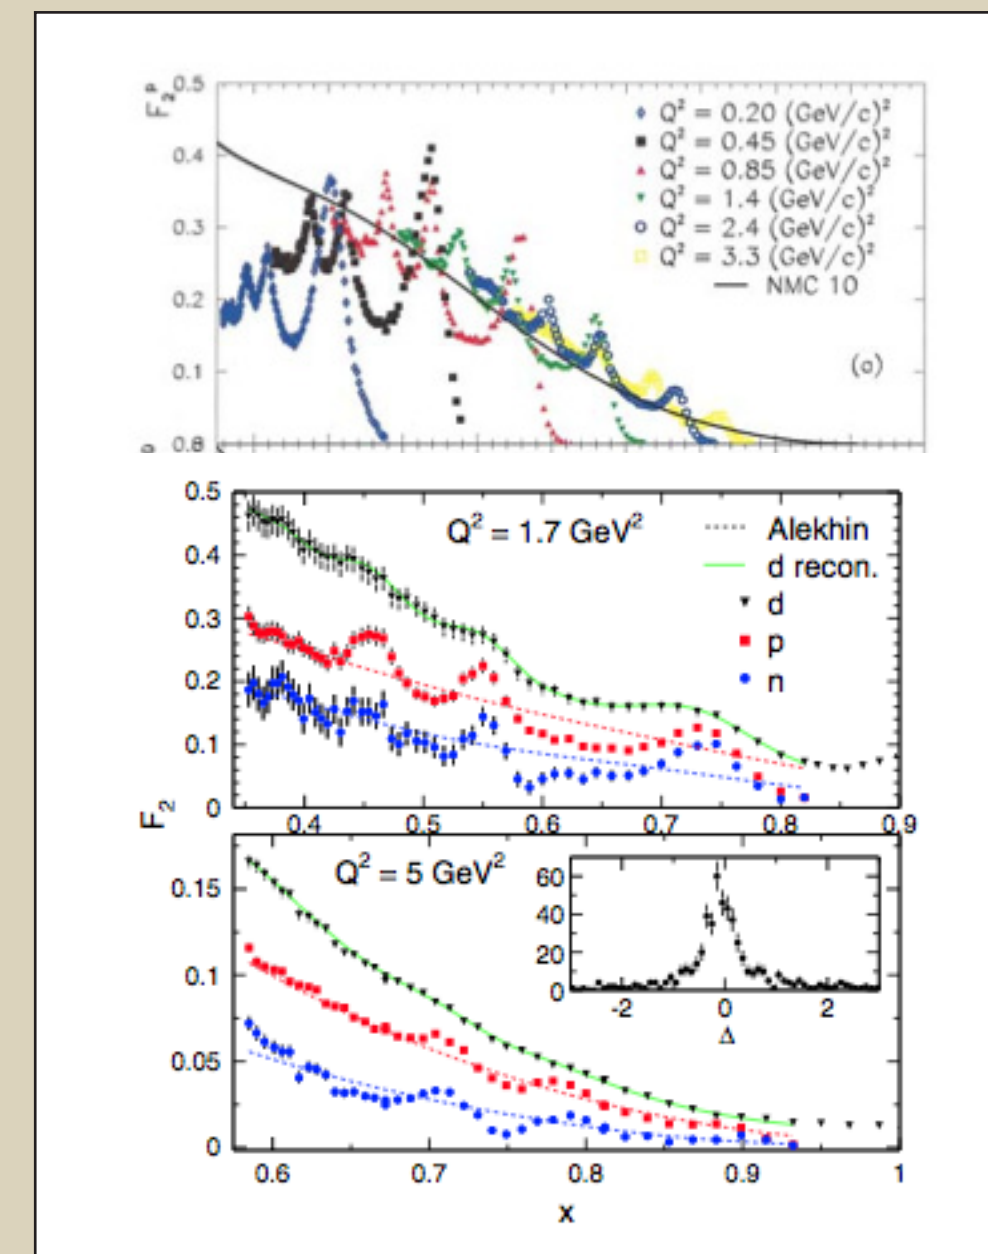 F₂ᵖ
0.5
0.4
0.3
0.2
0.1
0.8
Q² = 0.20 (GeV/c)²
Q² = 0.45 (GeV/c)²
Q² = 0.85 (GeV/c)²
Q² = 1.4 (GeV/c)²
Q² = 2.4 (GeV/c)²
Q² = 3.3 (GeV/c)²
NMC 10
(a)
F₂
0.5
0.4
0.3
0.2
0.1
0
Q² = 1.7 GeV²
Alekhin
d recon.
d
p
n
0.4 0.5 0.6 0.7 0.8 0.9
0.15
0.1
0.05
0
Q² = 5 GeV²
60
40
20
0
-2 0 2
Δ
0.6 0.7 0.8 0.9 1
x